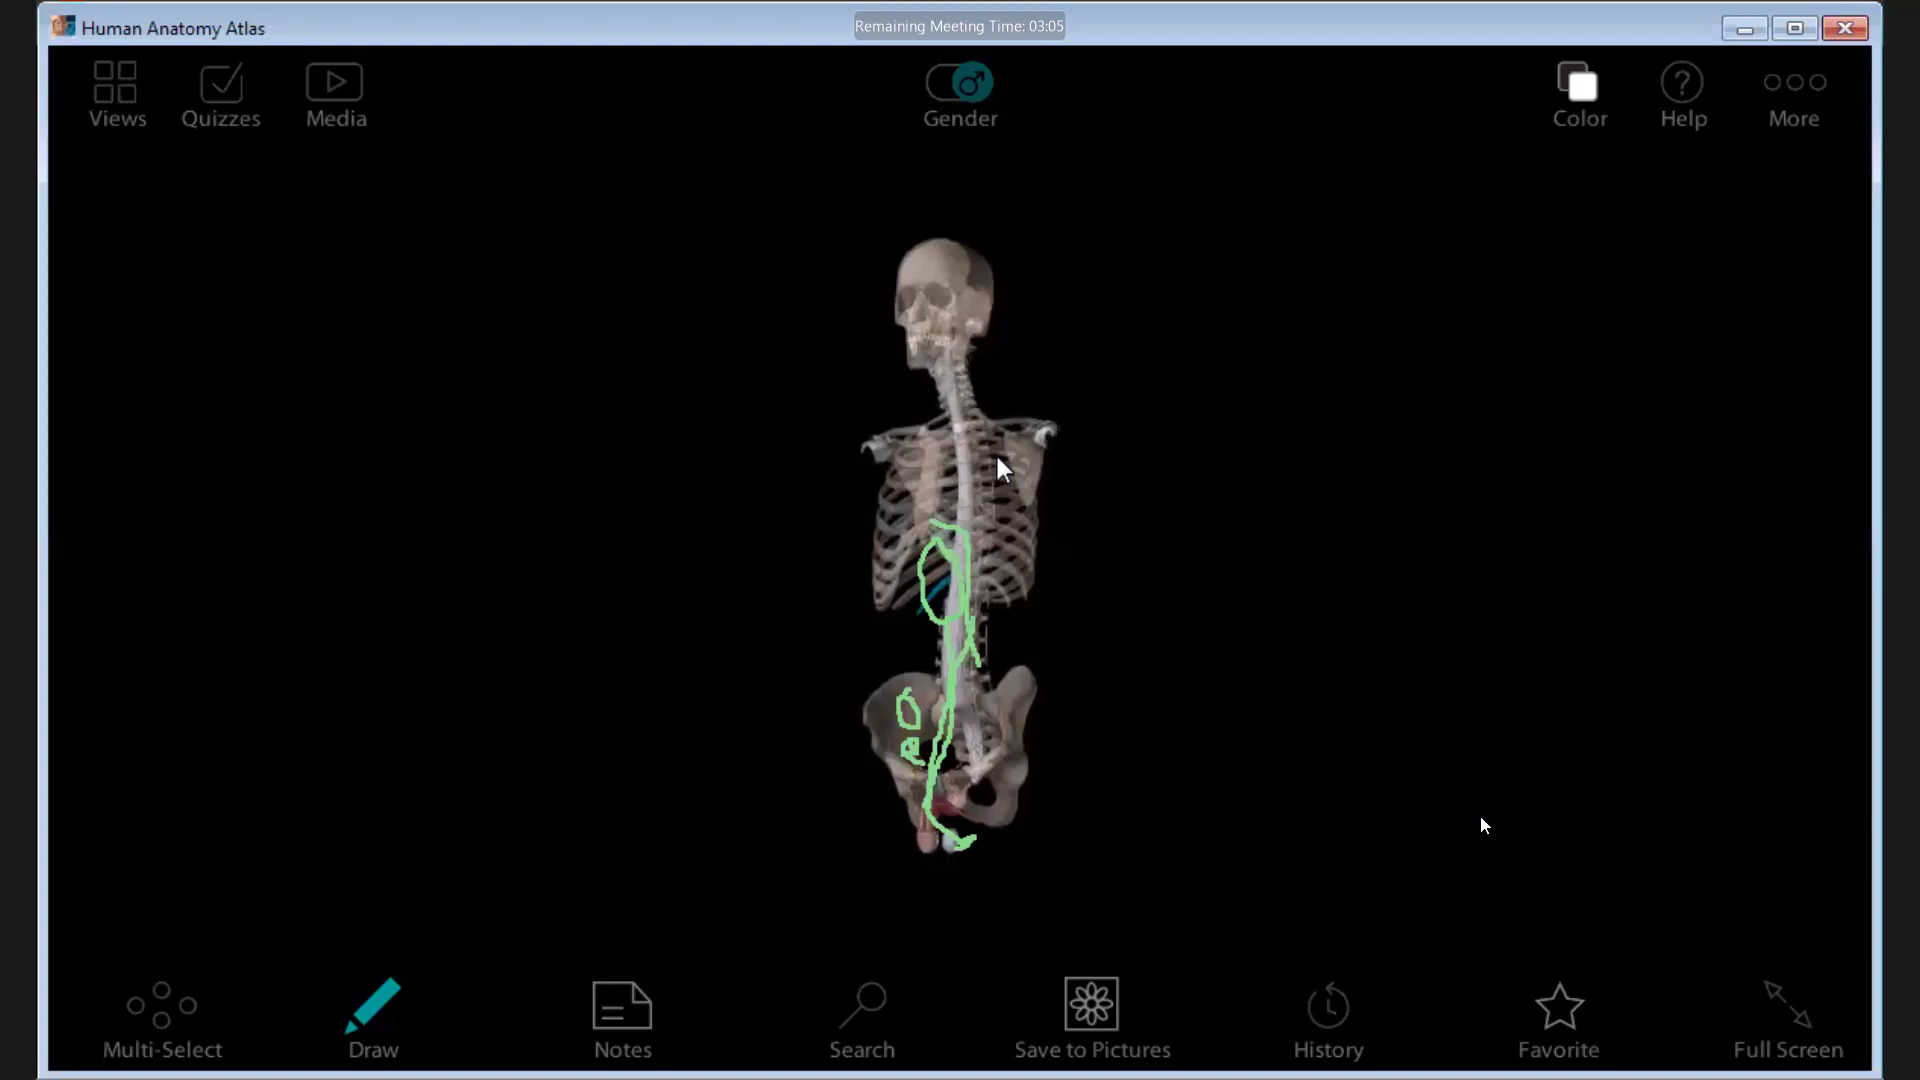 Human Anatomy Atlas
Remaining Meeting Time: 03:05
Views
Quizzes
Media
Gender
Color
Help
More
Multi-Select
Draw
Notes
Search
Save to Pictures
History
Favorite
Full Screen